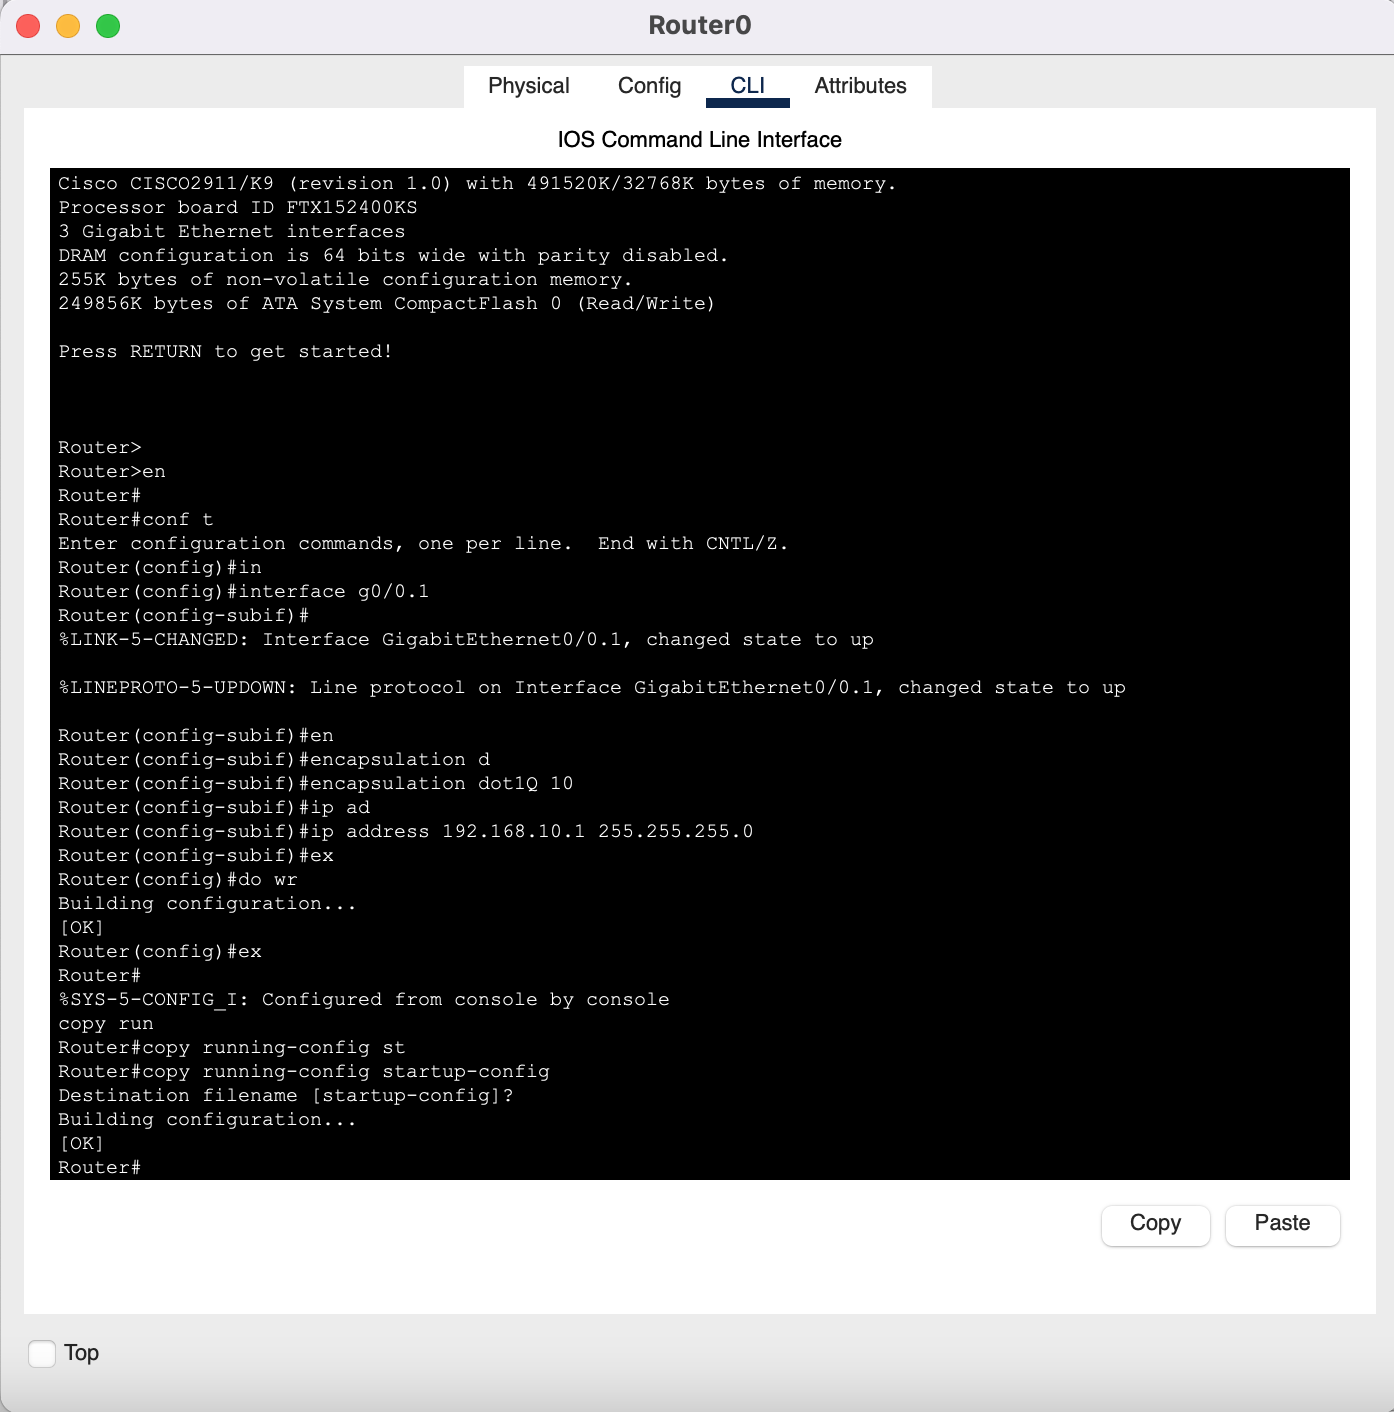 Router0
Physical Config CLI Attributes
IOS Command Line Interface
Cisco CISCO2911/K9 (revision 1.0) with 491520K/32768K bytes of memory.
Processor board ID FTX152400KS
3 Gigabit Ethernet interfaces
DRAM configuration is 64 bits wide with parity disabled.
255K bytes of non-volatile configuration memory.
249856K bytes of ATA System CompactFlash 0 (Read/Write)
Press RETURN to get started!
Router>
Router>en
Router#
Router#conf t
Enter configuration commands, one per line.  End with CNTL/Z.
Router(config)#in
Router(config)#interface g0/0.1
Router(config-subif)#
%LINK-5-CHANGED: Interface GigabitEthernet0/0.1, changed state to up
%LINEPROTO-5-UPDOWN: Line protocol on Interface GigabitEthernet0/0.1, changed state to up
Router(config-subif)#en
Router(config-subif)#encapsulation d
Router(config-subif)#encapsulation dot1Q 10
Router(config-subif)#ip ad
Router(config-subif)#ip address 192.168.10.1 255.255.255.0
Router(config-subif)#ex
Router(config)#do wr
Building configuration...
[OK]
Router(config)#ex
Router#
%SYS-5-CONFIG_I: Configured from console by console
copy run
Router#copy running-config st
Router#copy running-config startup-config
Destination filename [startup-config]?
Building configuration...
[OK]
Router#
Copy Paste
Top